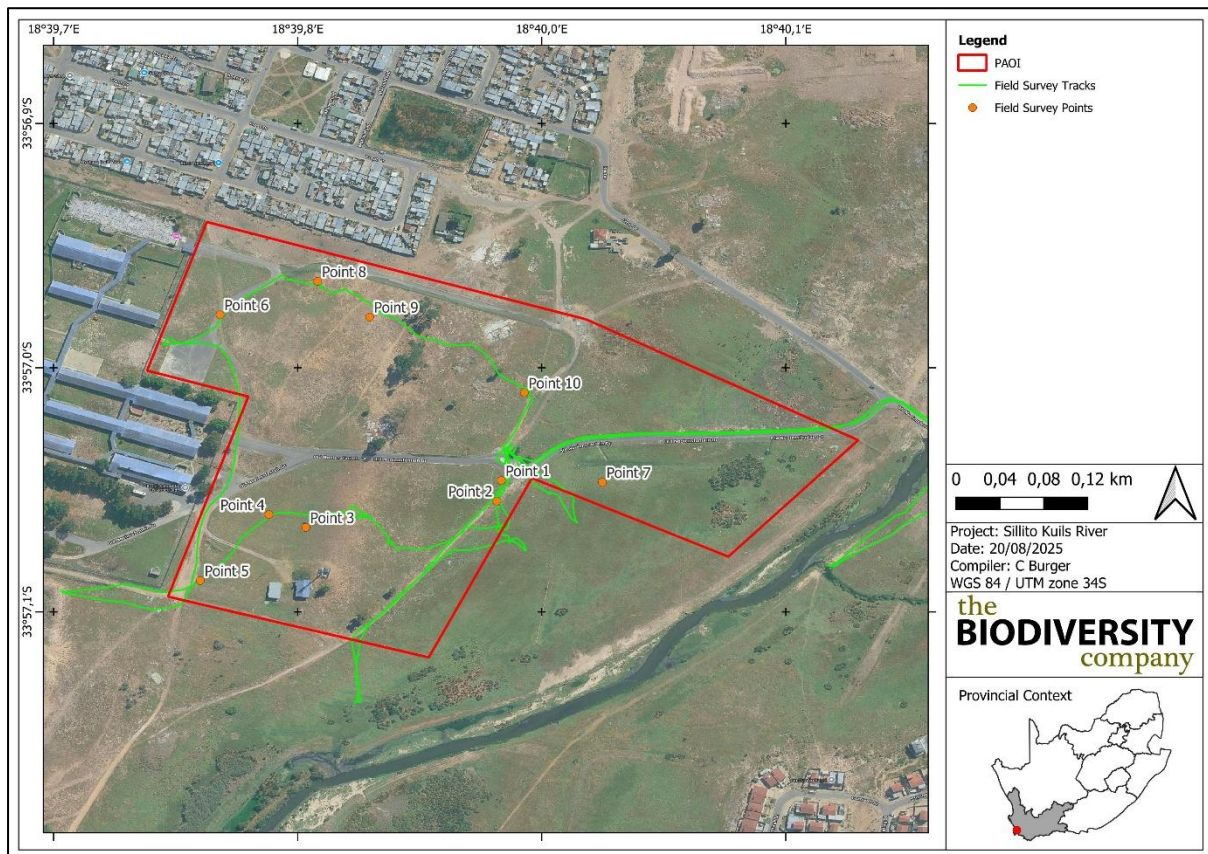 18°39,7'E
18°39,8'E
18°40,0'E
18°40,1'E
33°56,9'S
33°57,0'S
33°57,1'S
Point 8
Point 6
Point 9
Point 10
Point 1
Point 7
Point 2
Point 4
Point 3
Point 5
Legend
PAOI
Field Survey Tracks
Field Survey Points
0 0,04 0,08 0,12 km
Project: Sillito Kuils River
Date: 20/08/2025
Compiler: C Burger
WGS 84 / UTM zone 34S
the
BIODIVERSITY
company
Provincial Context